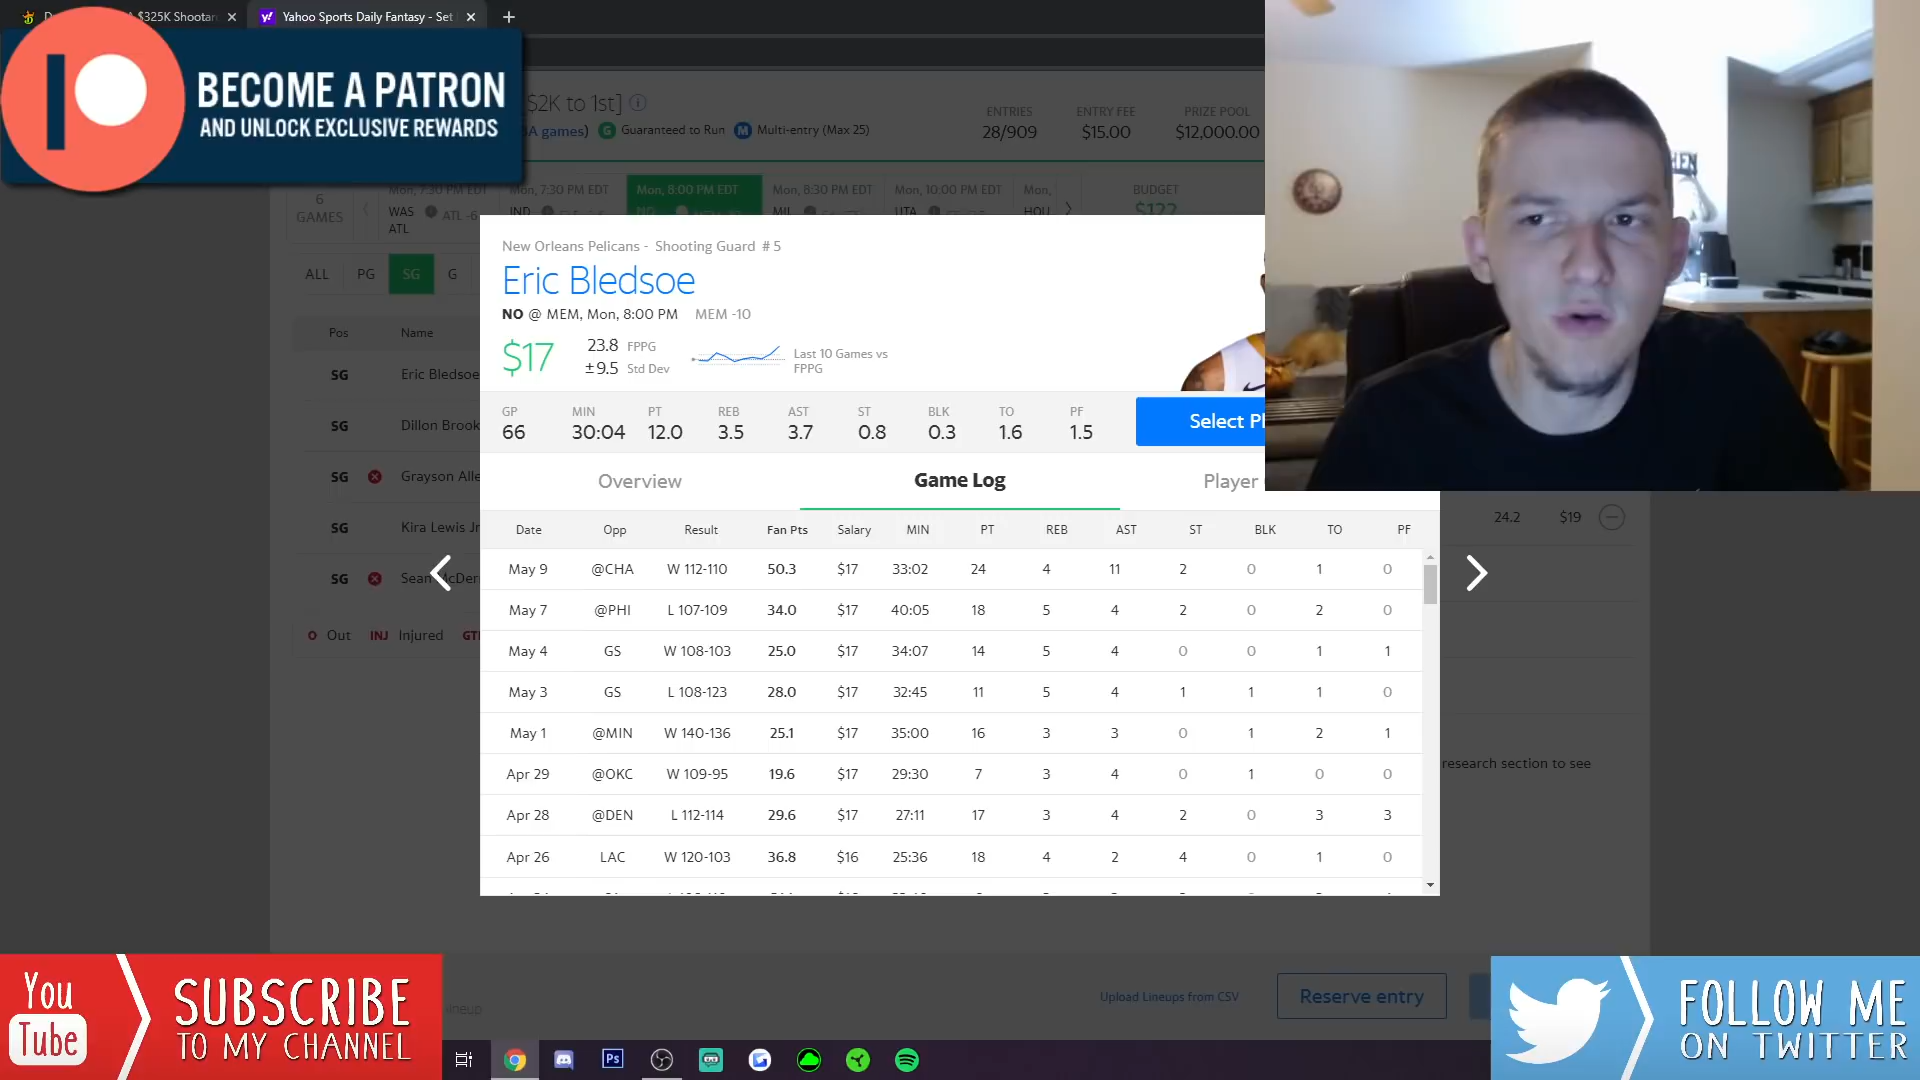 $325K Shootar
Yahoo Sports Daily Fantasy - Set
BECOME A PATRON
AND UNLOCK EXCLUSIVE REWARDS
[$2K to 1st]
games)
G Guaranteed to Run
M Multi-entry (Max 25)
ENTRIES ENTRY FEE PRIZE POOL
28/909 $15.00 $12,000.00
6 GAMES
Mon, 7:30 PM EDT
WAS ATL -6
ATL
Mon, 7:30 PM EDT
IND
Mon, 8:00 PM EDT
Mon, 8:30 PM EDT
MIL
Mon, 10:00 PM EDT
UTA
Mon,
HOU
BUDGET
$122
ALL PG SG G
Pos Name
SG Eric Bledsoe
SG Dillon Brook
SG Grayson Alle
SG Kira Lewis Jr
SG Sean McDer
O Out INJ Injured GT
New Orleans Pelicans - Shooting Guard # 5
Eric Bledsoe
NO @ MEM, Mon, 8:00 PM MEM -10
$17
23.8 FPPG
±9.5 Std Dev
Last 10 Games vs
FPPG
GP MIN PT REB AST ST BLK TO PF
66 30:04 12.0 3.5 3.7 0.8 0.3 1.6 1.5
Select Pl
Overview Game Log Player
Date Opp Result Fan Pts Salary MIN PT REB AST ST BLK TO PF
May 9 @CHA W 112-110 50.3 $17 33:02 24 4 11 2 0 1 0
May 7 @PHI L 107-109 34.0 $17 40:05 18 5 4 2 0 2 0
May 4 GS W 108-103 25.0 $17 34:07 14 5 4 0 0 1 1
May 3 GS L 108-123 28.0 $17 32:45 11 5 4 1 1 1 0
May 1 @MIN W 140-136 25.1 $17 35:00 16 3 3 0 1 2 1
Apr 29 @OKC W 109-95 19.6 $17 29:30 7 3 4 0 1 0 0
Apr 28 @DEN L 112-114 29.6 $17 27:11 17 3 4 2 0 3 3
Apr 26 LAC W 120-103 36.8 $16 25:36 18 4 2 4 0 1 0
24.2 $19
research section to see
lineup
Upload Lineups from CSV
Reserve entry
You
Tube
SUBSCRIBE
TO MY CHANNEL
Ps
FOLLOW ME
ON TWITTER